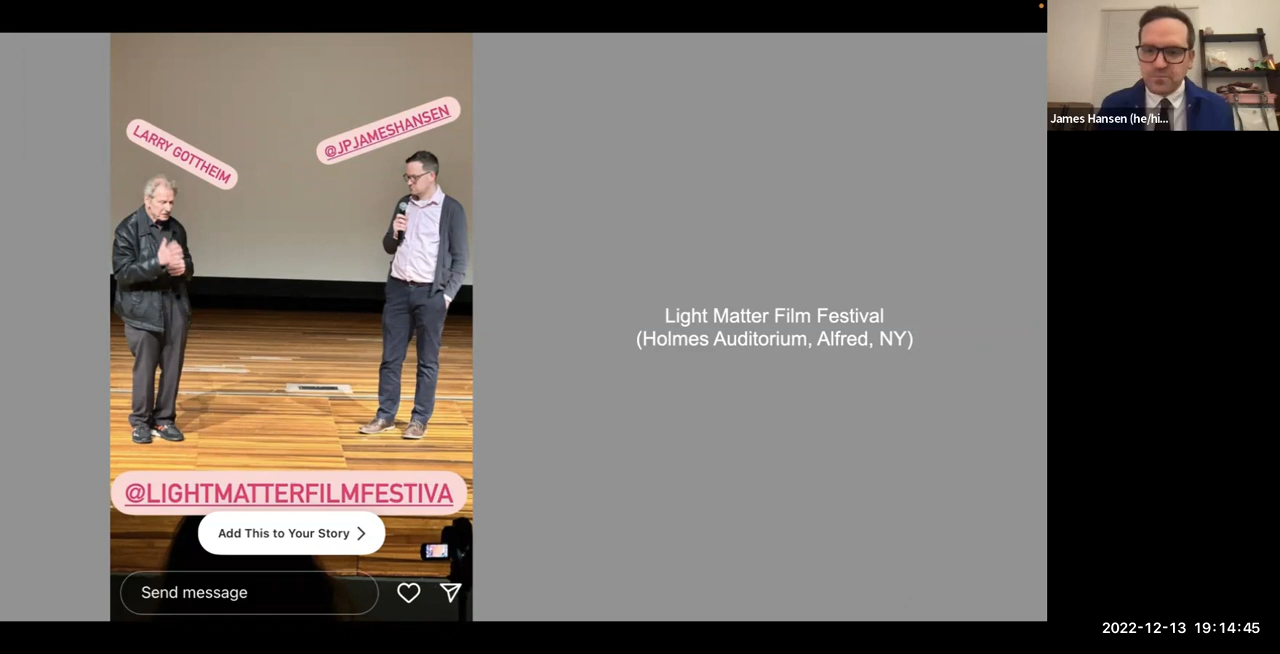 LARRY GOTTHEIM
@JPJAMESHANSEN
@LIGHTMATTERFILMFESTIVA
Add This to Your Story
Send message
Light Matter Film Festival
(Holmes Auditorium, Alfred, NY)
James Hansen (he/hi...
2022-12-13 19:14:45